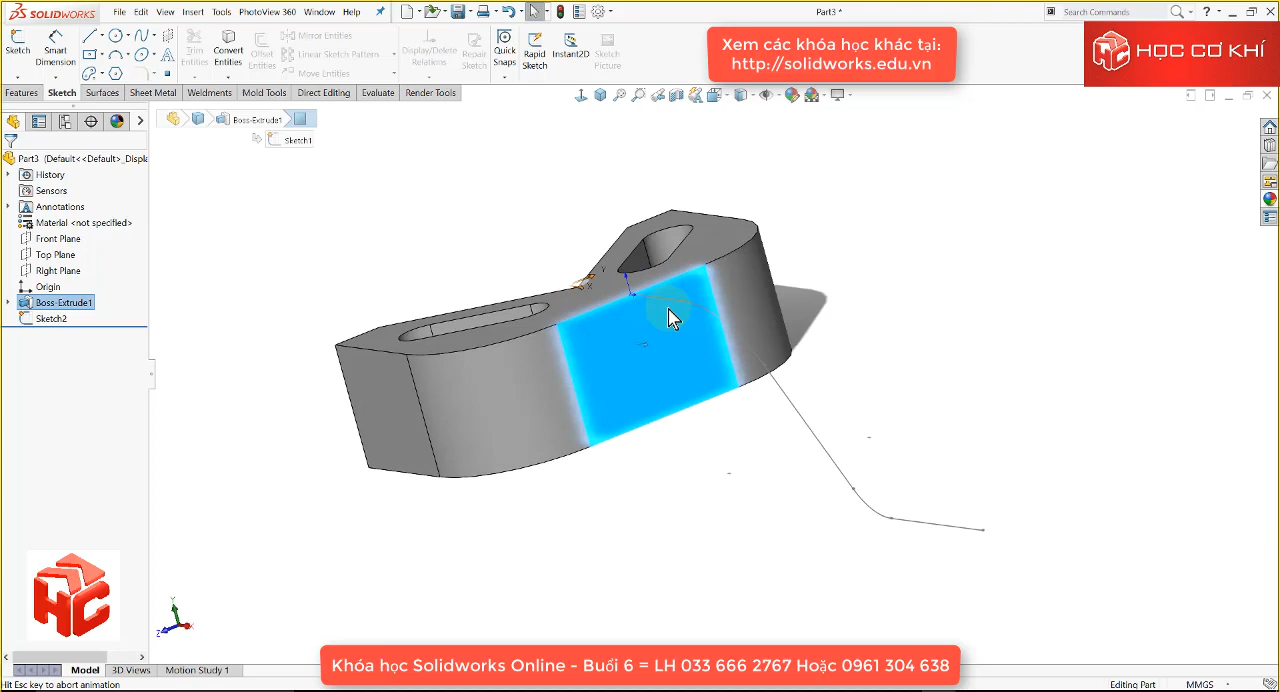 SOLIDWORKS
File Edit View Insert Tools PhotoView 360 Window Help
Part3 *
Search Commands
Sketch
Smart Dimension
Trim Entities
Convert Entities
Offset Entities
Mirror Entities
Linear Sketch Pattern
Move Entities
Display/Delete Relations
Repair Sketch
Quick Snaps
Rapid Sketch
Instant2D
Sketch Picture
Xem các khóa học khác tại:
http://solidworks.edu.vn
HỌC CƠ KHÍ
Features Sketch Surfaces Sheet Metal Weldments Mold Tools Direct Editing Evaluate Render Tools
Boss-Extrude1
Sketch1
Part3 (Default<<Default>_Displa
History
Sensors
Annotations
Material <not specified>
Front Plane
Top Plane
Right Plane
Origin
Boss-Extrude1
Sketch2
Y
X
HC
Y
Z
X
Model 3D Views Motion Study 1
Khóa học Solidworks Online - Buổi 6 = LH 033 666 2767 Hoặc 0961 304 638
Hit Esc key to abort animation
Editing Part
MMGS